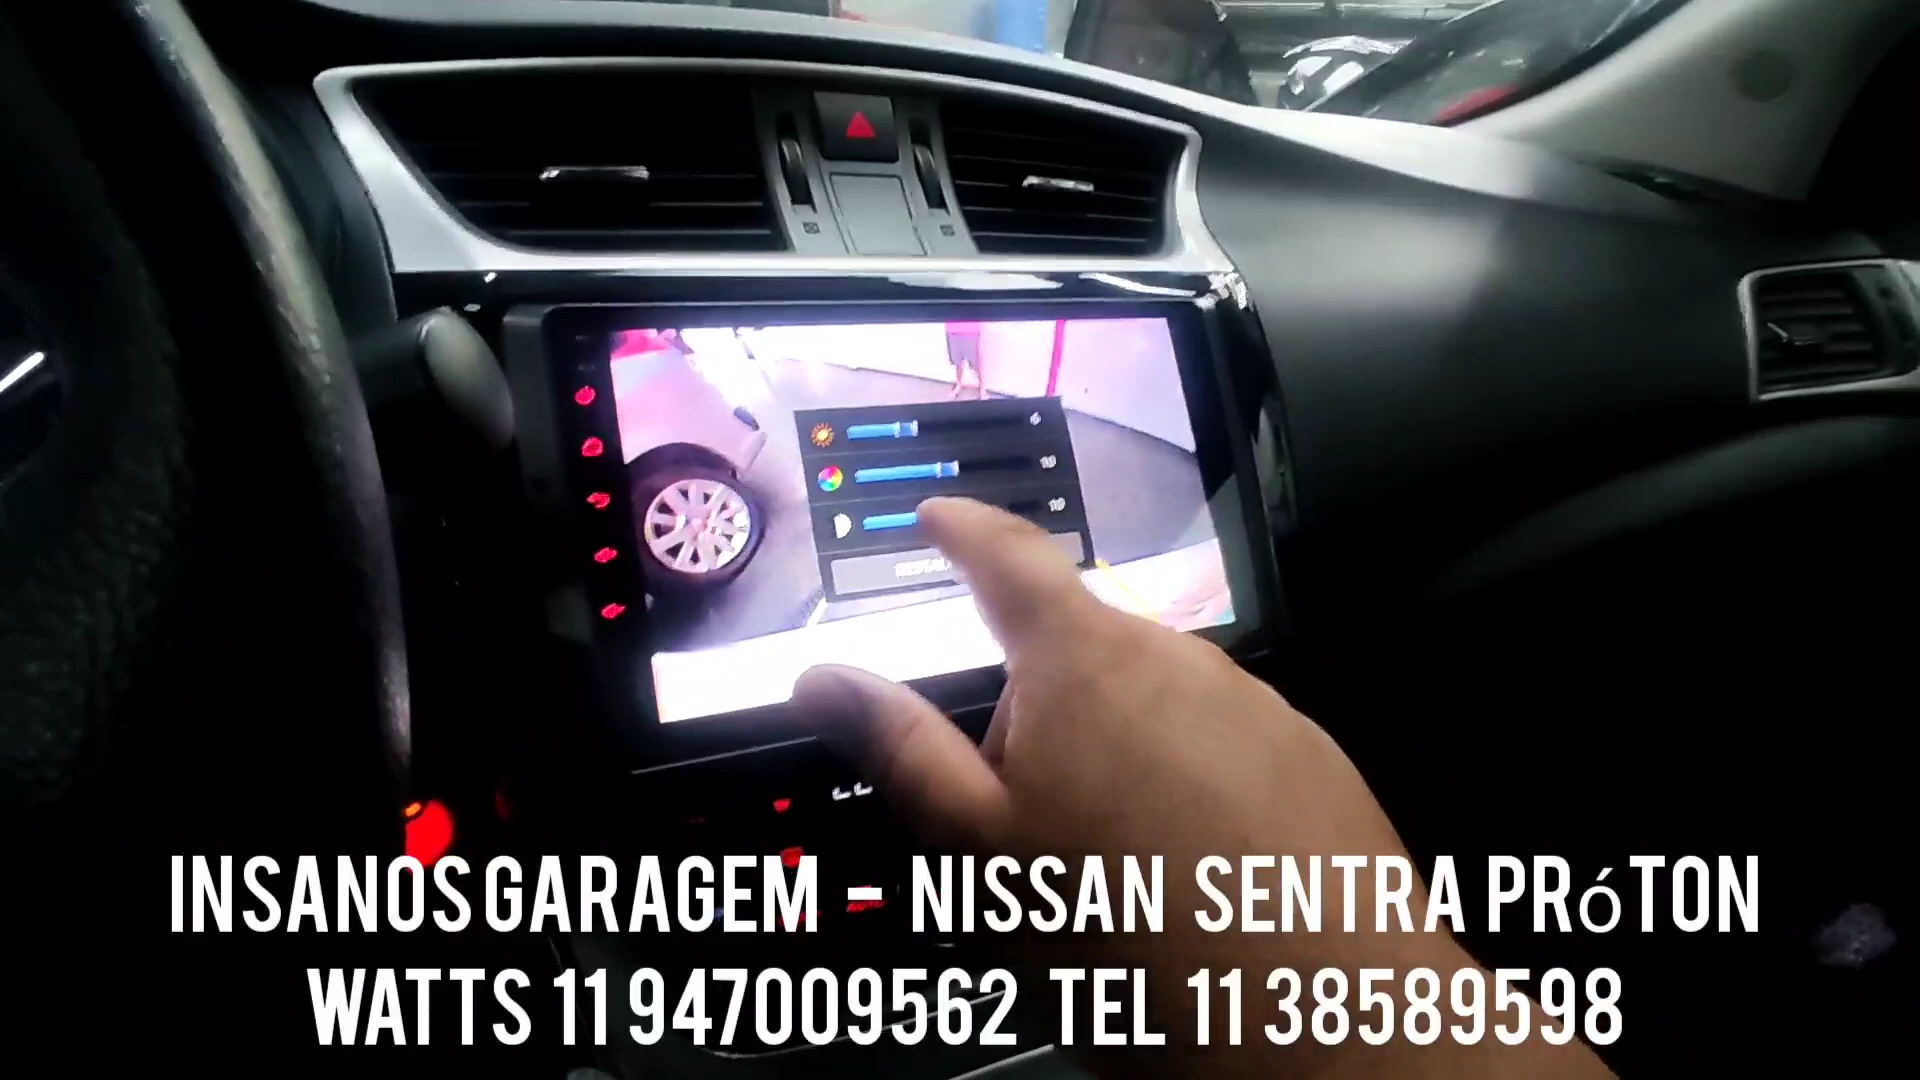 INSANOS GARAGEM - NISSAN SENTRA PRóTON
WATTS 11 947009562 TEL 11 38589598